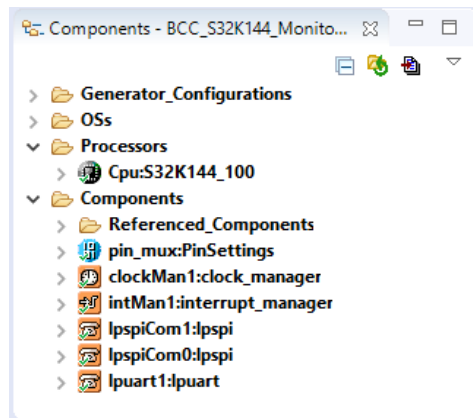 Components - BCC_S32K144_Monito...
Generator_Configurations
OSs
Processors
Cpu:S32K144_100
Components
Referenced_Components
pin_mux:PinSettings
clockMan1:clock_manager
intMan1:interrupt_manager
lpspiCom1:lpspi
lpspiCom0:lpspi
lpuart1:lpuart